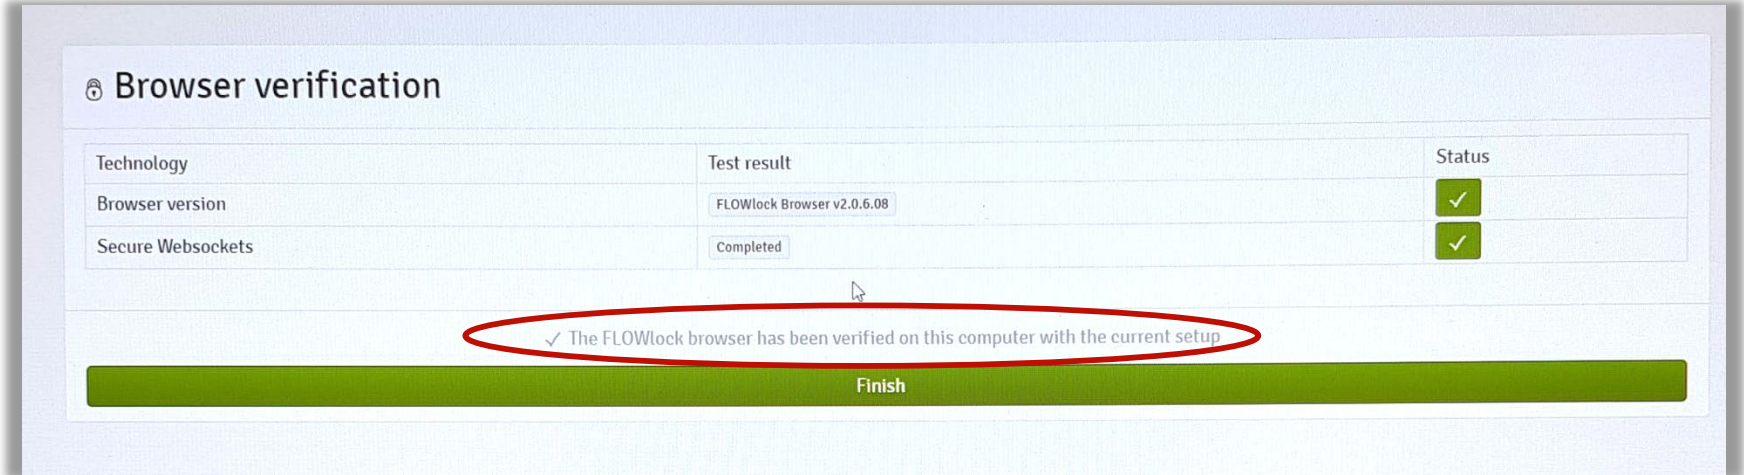 Browser verification
Technology Test result Status
Browser version FLOWlock Browser v2.0.6.08
Secure Websockets Completed
The FLOWlock browser has been verified on this computer with the current setup
Finish